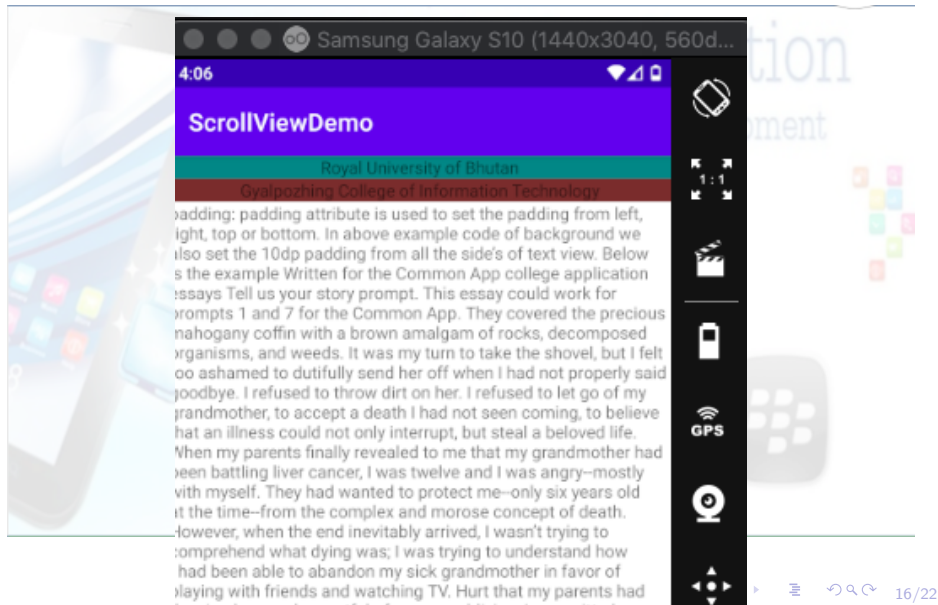 Samsung Galaxy S10 (1440x3040, 560d...
4:06
ScrollViewDemo
Royal University of Bhutan
Gyalpozhing College of Information Technology
padding: padding attribute is used to set the padding from left,
right, top or bottom. In above example code of background we
also set the 10dp padding from all the side's of text view. Below
is the example Written for the Common App college application
essays Tell us your story prompt. This essay could work for
prompts 1 and 7 for the Common App. They covered the precious
mahogany coffin with a brown amalgam of rocks, decomposed
organisms, and weeds. It was my turn to take the shovel, but I felt
too ashamed to dutifully send her off when I had not properly said
goodbye. I refused to throw dirt on her. I refused to let go of my
grandmother, to accept a death I had not seen coming, to believe
that an illness could not only interrupt, but steal a beloved life.
When my parents finally revealed to me that my grandmother had
been battling liver cancer, I was twelve and I was angry--mostly
with myself. They had wanted to protect me--only six years old
at the time--from the complex and morose concept of death.
However, when the end inevitably arrived, I wasn't trying to
comprehend what dying was; I was trying to understand how
had been able to abandon my sick grandmother in favor of
playing with friends and watching TV. Hurt that my parents had
1:1
GPS
tion
pment
16/22